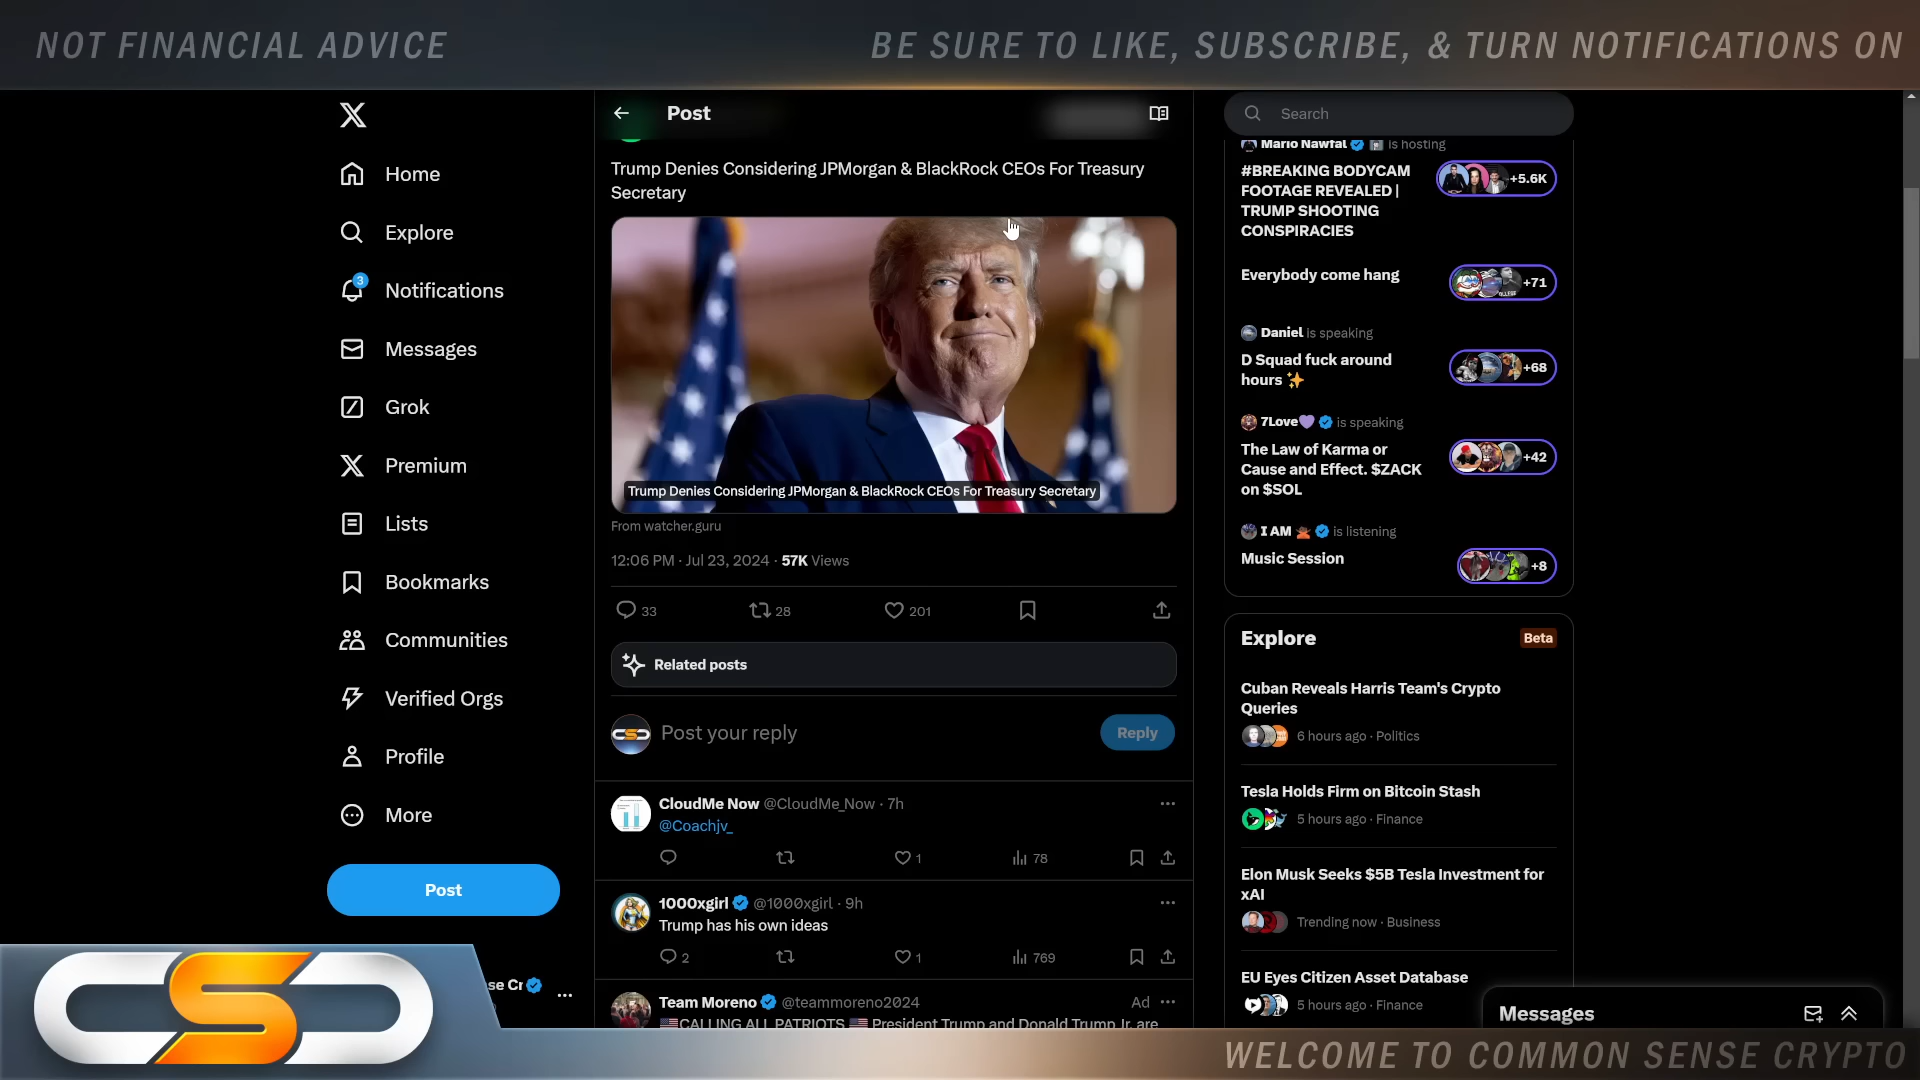 NOT FINANCIAL ADVICE
BE SURE TO LIKE, SUBSCRIBE, & TURN NOTIFICATIONS ON
Home
Explore
3
Notifications
Messages
Grok
Premium
Lists
Bookmarks
Communities
Verified Orgs
Profile
More
Post
se Cr
Post
Trump Denies Considering JPMorgan & BlackRock CEOs For Treasury
Secretary
Trump Denies Considering JPMorgan & BlackRock CEOs For Treasury Secretary
From watcher.guru
12:06 PM · Jul 23, 2024 · 57K Views
33 28 201
Related posts
Post your reply
Reply
CloudMe Now @CloudMe_Now · 7h
@Coachjv_
1 78
1000xgirl @1000xgirl · 9h
Trump has his own ideas
2 1 769
Team Moreno @teammoreno2024 Ad
🇺🇸CALLING ALL PATRIOTS 🇺🇸 President Trump and Donald Trump Jr. are
Search
Mario Nawfal is hosting
#BREAKING BODYCAM
FOOTAGE REVEALED |
TRUMP SHOOTING
CONSPIRACIES
+5.6K
Everybody come hang
+71
Daniel is speaking
D Squad fuck around
hours ✨
+68
7Love💜 is speaking
The Law of Karma or
Cause and Effect. $ZACK
on $SOL
+42
I AM is listening
Music Session
+8
Explore
Beta
Cuban Reveals Harris Team's Crypto
Queries
6 hours ago · Politics
Tesla Holds Firm on Bitcoin Stash
5 hours ago · Finance
Elon Musk Seeks $5B Tesla Investment for
xAI
Trending now · Business
EU Eyes Citizen Asset Database
5 hours ago · Finance
Messages
CSC
WELCOME TO COMMON SENSE CRYPTO